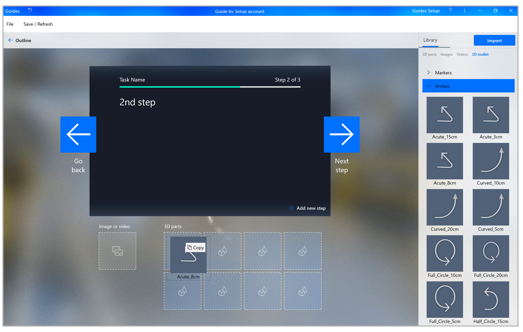 Guides
Guide by Setup account
Guides Setup ?
File Save / Refresh
Outline
Library
Import
3D parts Images Videos 3D toolkit
Markers
Arrows
Task Name
Step 2 of 3
2nd step
Go
back
Next
step
Add new step
Image or video
3D parts
Copy
Acute_8cm
Acute_15cm
Acute_3cm
Acute_8cm
Curved_10cm
Curved_20cm
Curved_5cm
Full_Circle_10cm
Full_Circle_20cm
Full_Circle_5cm
Half_Circle_15cm